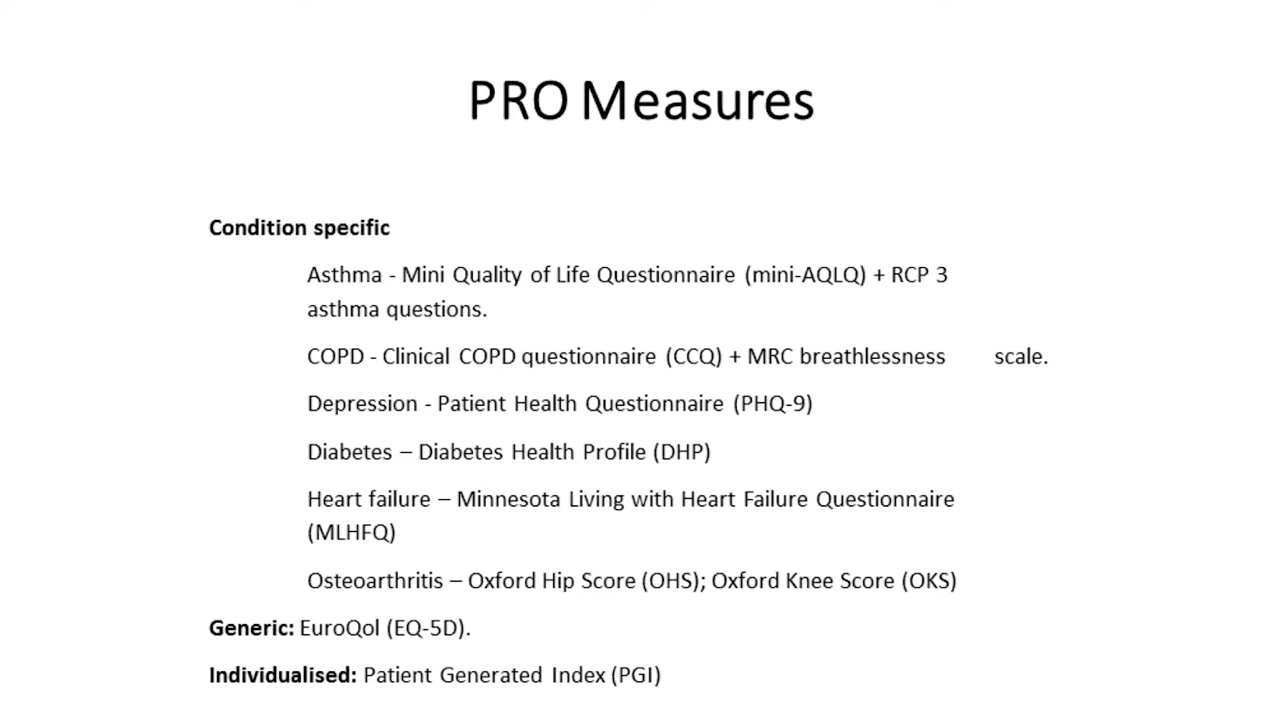 PRO Measures
Condition specific
Asthma - Mini Quality of Life Questionnaire (mini-AQLQ) + RCP 3
asthma questions.
COPD - Clinical COPD questionnaire (CCQ) + MRC breathlessness scale.
Depression - Patient Health Questionnaire (PHQ-9)
Diabetes – Diabetes Health Profile (DHP)
Heart failure – Minnesota Living with Heart Failure Questionnaire
(MLHFQ)
Osteoarthritis – Oxford Hip Score (OHS); Oxford Knee Score (OKS)
Generic: EuroQol (EQ-5D).
Individualised: Patient Generated Index (PGI)